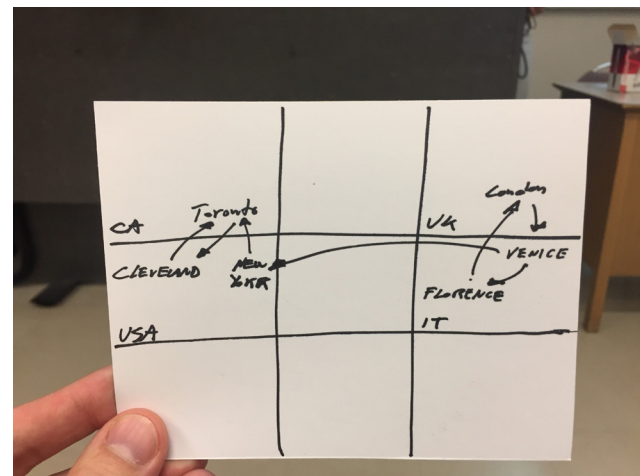 London
Toronto
CA
UK
CLEVELAND
NEW
YORK
VENICE
FLORENCE
USA
IT